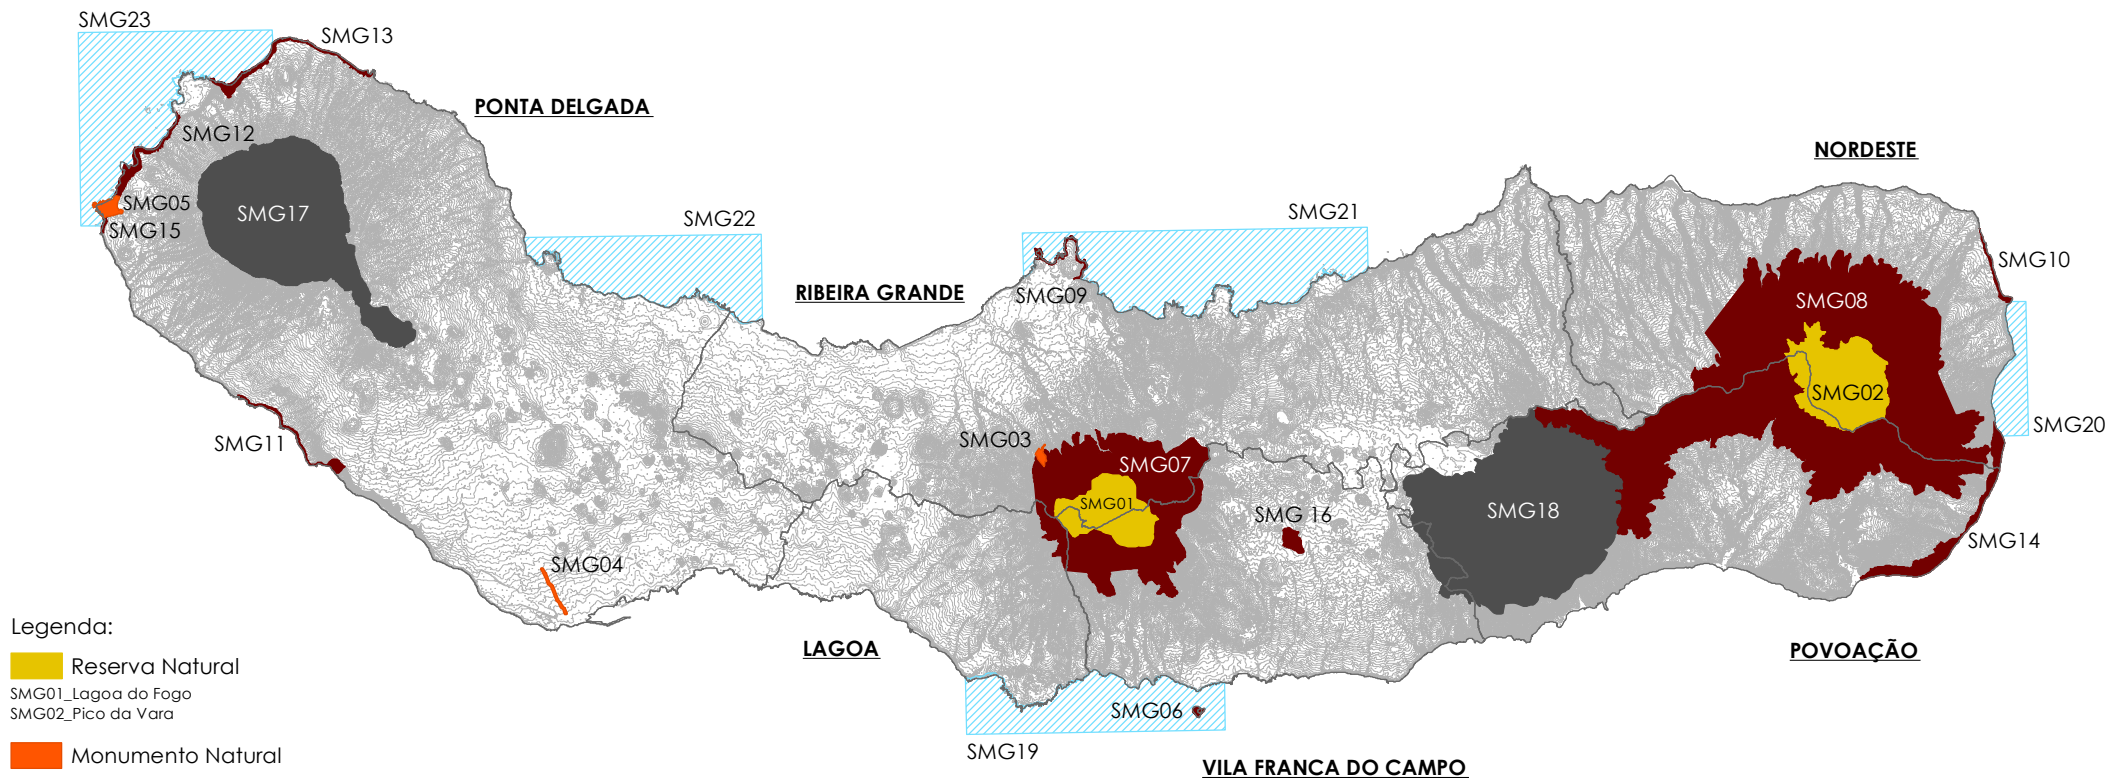 SMG23
SMG13
PONTA DELGADA
SMG12
NORDESTE
SMG05
SMG17
SMG15
SMG22
SMG21
SMG10
RIBEIRA GRANDE
SMG09
SMG08
SMG02
SMG20
SMG11
SMG03
SMG07
SMG01
SMG 16
SMG18
SMG14
SMG04
LAGOA
POVOAÇÃO
SMG06
SMG19
VILA FRANCA DO CAMPO
Legenda:
Reserva Natural
SMG01_Lagoa do Fogo
SMG02_Pico da Vara
Monumento Natural